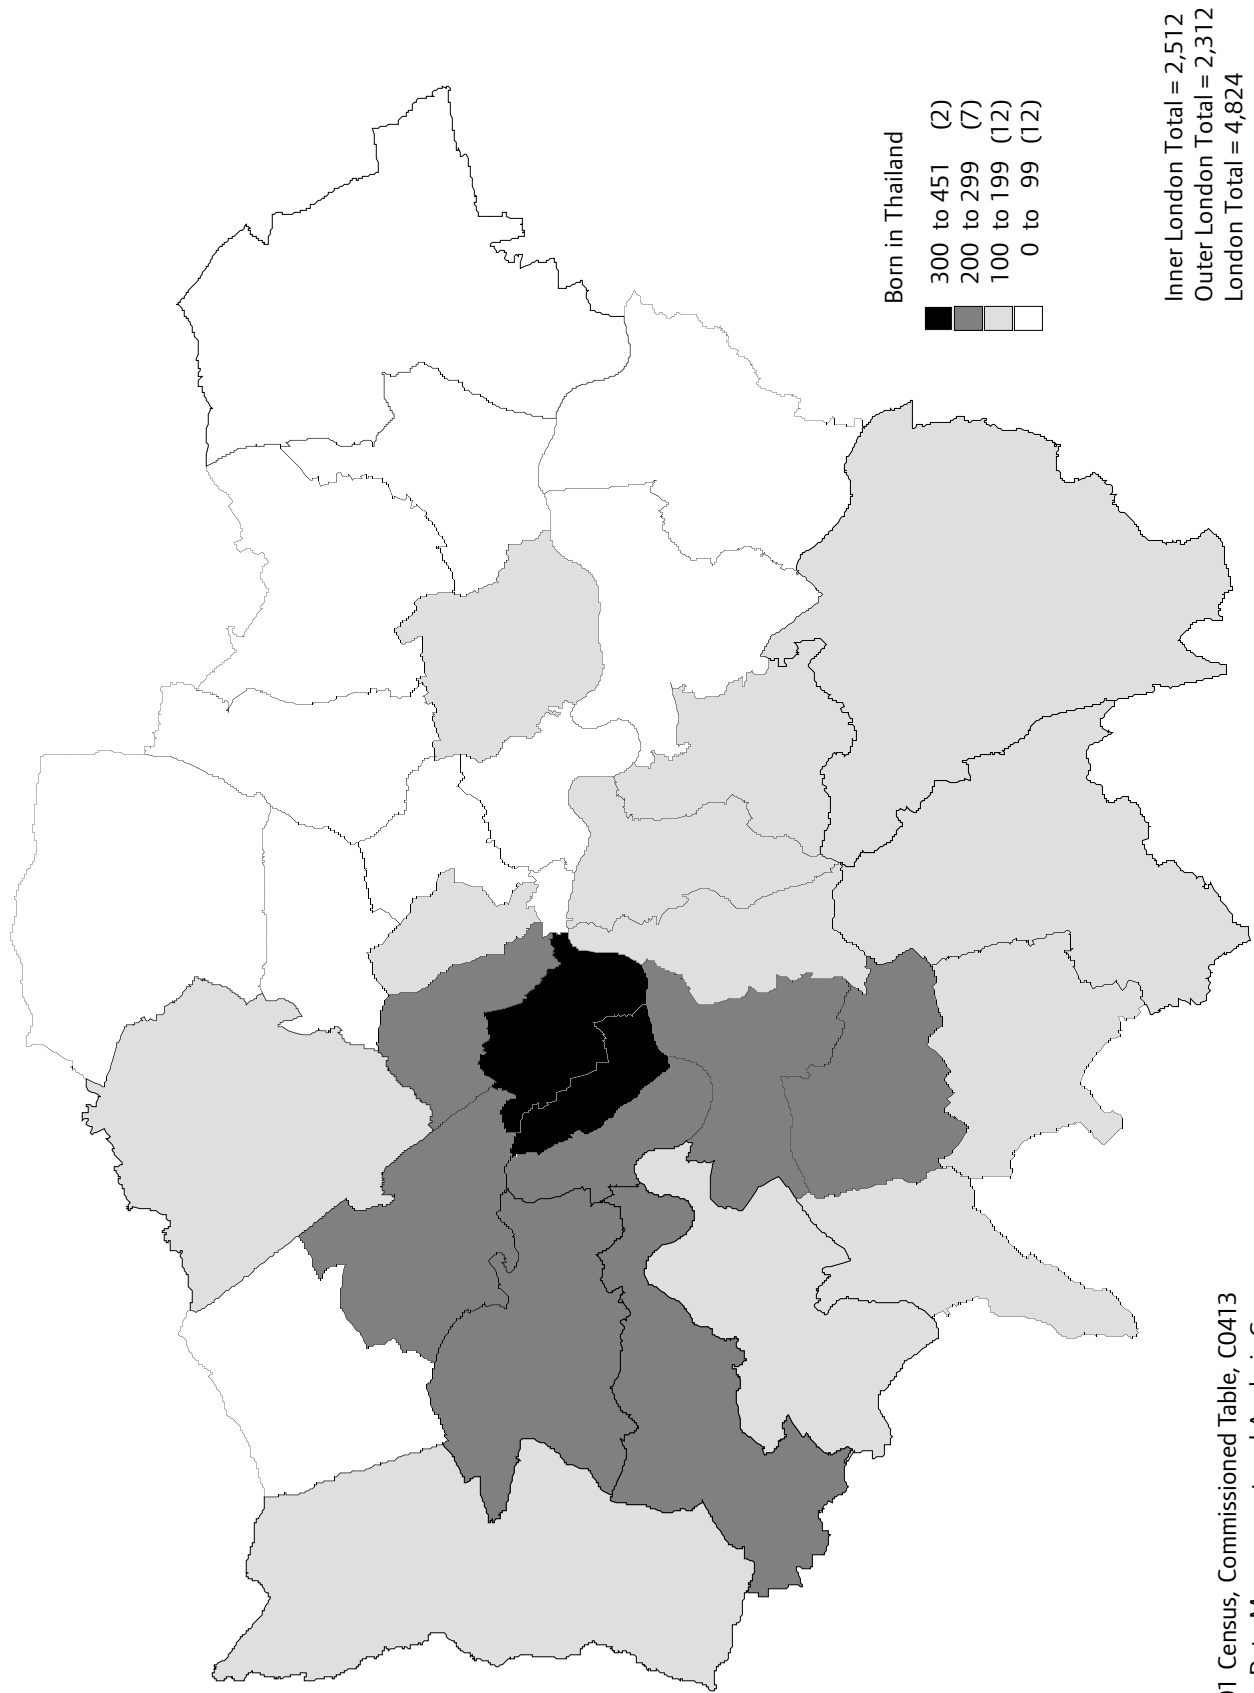 Born in Thailand
300 to 451 (2)
200 to 299 (7)
100 to 199 (12)
0 to 99 (12)
Inner London Total = 2,512
Outer London Total = 2,312
London Total = 4,824
01 Census, Commissioned Table, C0413